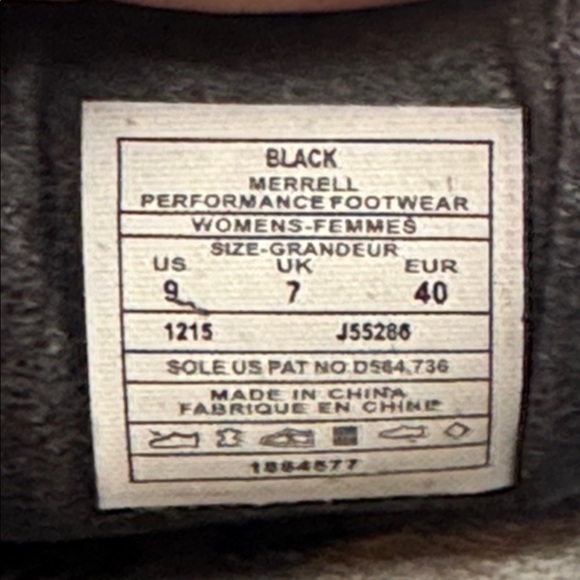 BLACK
MERRELL
PERFORMANCE FOOTWEAR
WOMENS-FEMMES
SIZE-GRANDEUR
US UK EUR
9 7 40
1215 J55286
SOLE US PAT NO D564,736
MADE IN CHINA
FABRIQUE EN CHINE
1884877